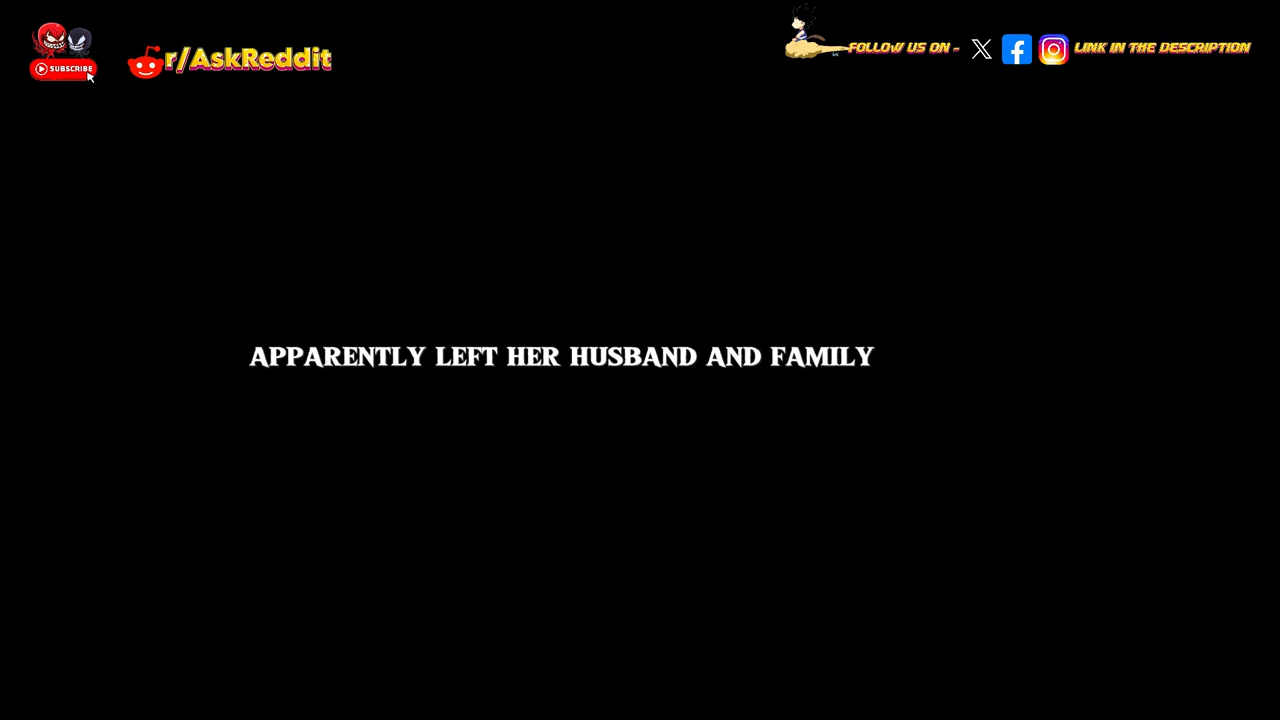 SUBSCRIBE
r/AskReddit
FOLLOW US ON -
LINK IN THE DESCRIPTION
APPARENTLY LEFT HER HUSBAND AND FAMILY